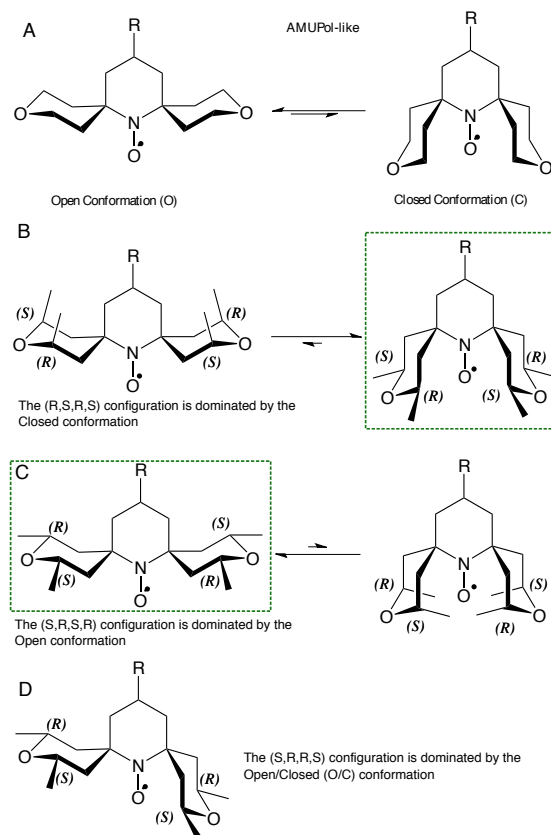 A
R
AMUPol-like
R
O
N
O
O•
N
O•
O
O
Open Conformation (O)
Closed Conformation (C)
B
R
R
(S)
(R)
O
(R)
N
(S)
O
O•
(S)
(R)
N
O•
(R)
(S)
O
O
The (R,S,R,S) configuration is dominated by the
Closed conformation
C
R
R
(R)
(S)
O
(S)
N
(R)
O
O•
N
O•
(R)
(S)
O
O
(S)
(R)
The (S,R,S,R) configuration is dominated by the
Open conformation
D
R
(R)
O
(S)
N
O•
(R)
(S)
O
The (S,R,R,S) configuration is dominated by the
Open/Closed (O/C) conformation